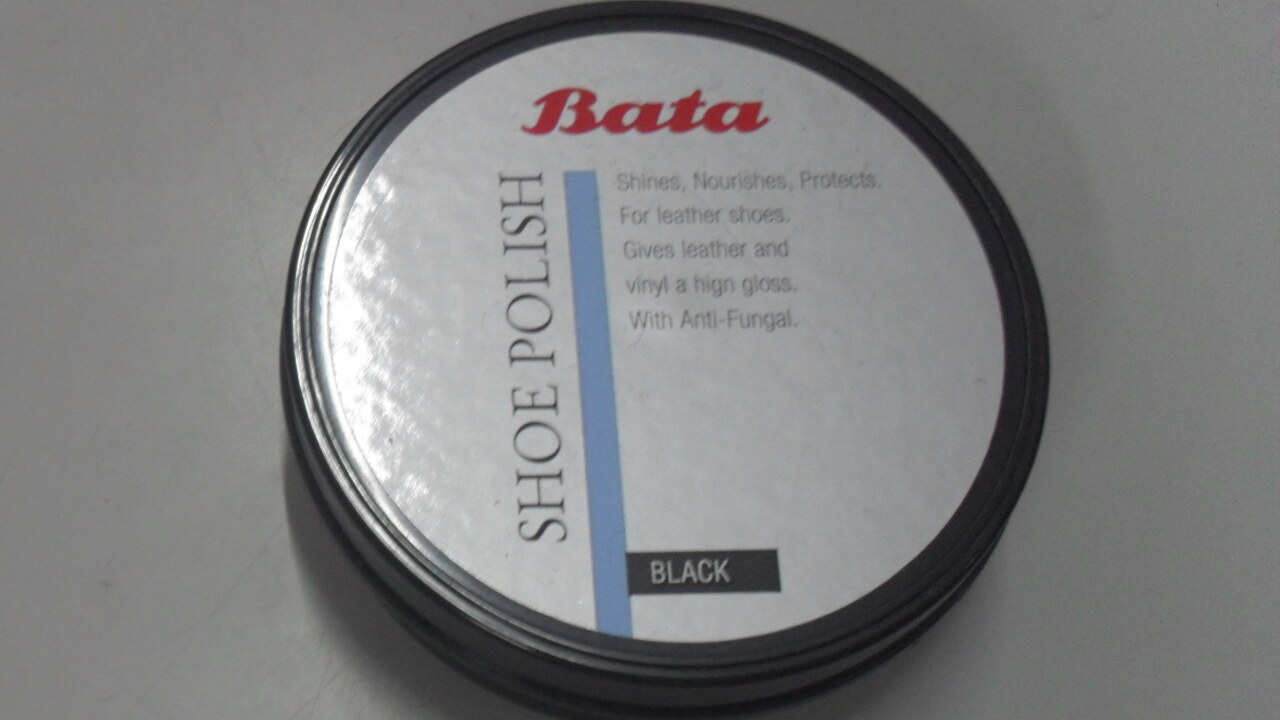 Bata
SHOE POLISH
Shines, Nourishes, Protects.
For leather shoes.
Gives leather and
vinyl a hign gloss.
With Anti-Fungal.
BLACK